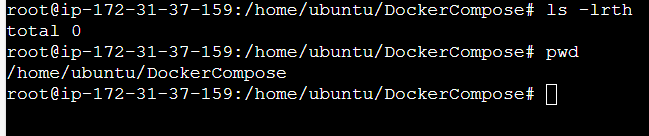 root@ip-172-31-37-159:/home/ubuntu/DockerCompose# ls -lrth
total 0
root@ip-172-31-37-159:/home/ubuntu/DockerCompose# pwd
/home/ubuntu/DockerCompose
root@ip-172-31-37-159:/home/ubuntu/DockerCompose#